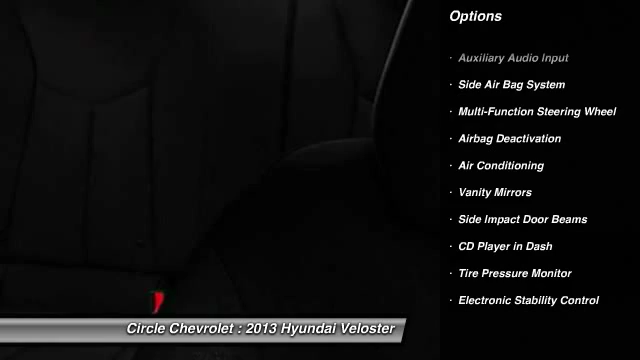 Options
· Auxiliary Audio Input
· Side Air Bag System
· Multi-Function Steering Wheel
· Airbag Deactivation
· Air Conditioning
· Vanity Mirrors
· Side Impact Door Beams
· CD Player in Dash
· Tire Pressure Monitor
· Electronic Stability Control
Circle Chevrolet : 2013 Hyundai Veloster